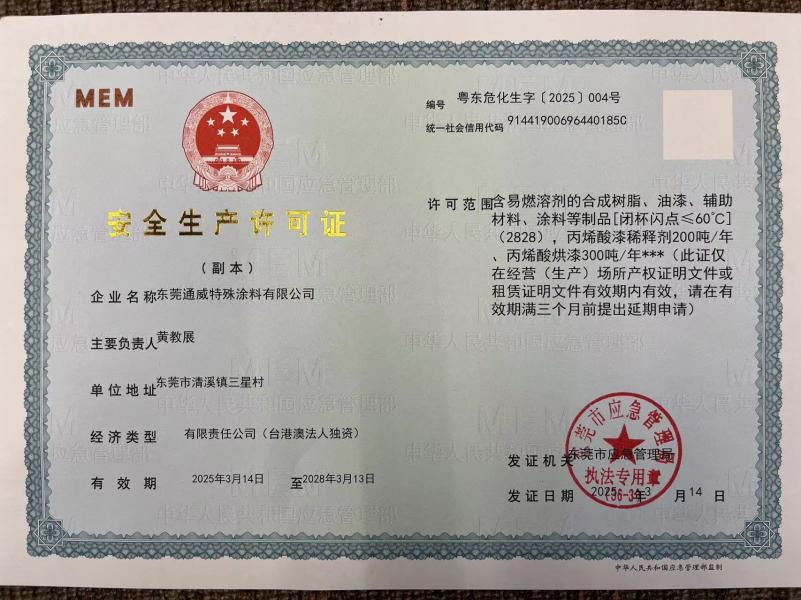 MEM
编号 粤东危化生字〔2025〕004号
统一社会信用代码 91441900696440185C
安全生产许可证
（副本）
企业名称 东莞通威特殊涂料有限公司
主要负责人 黄教展
单位地址 东莞市清溪镇三星村
经济类型 有限责任公司（台港澳法人独资）
有效期 2025年3月14日 至 2028年3月13日
许可范围 含易燃溶剂的合成树脂、油漆、辅助
材料、涂料等制品[闭杯闪点≤60℃]
（2828），丙烯酸漆稀释剂200吨/年
、丙烯酸烘漆300吨/年***（此证仅
在经营（生产）场所产权证明文件或
租赁证明文件有效期内有效，请在有
效期满三个月前提出延期申请）
发证机关 东莞市应急管理局
发证日期 2025年3月14日
东莞市应急管理局
执法专用章
(56-3)
中华人民共和国应急管理部监制